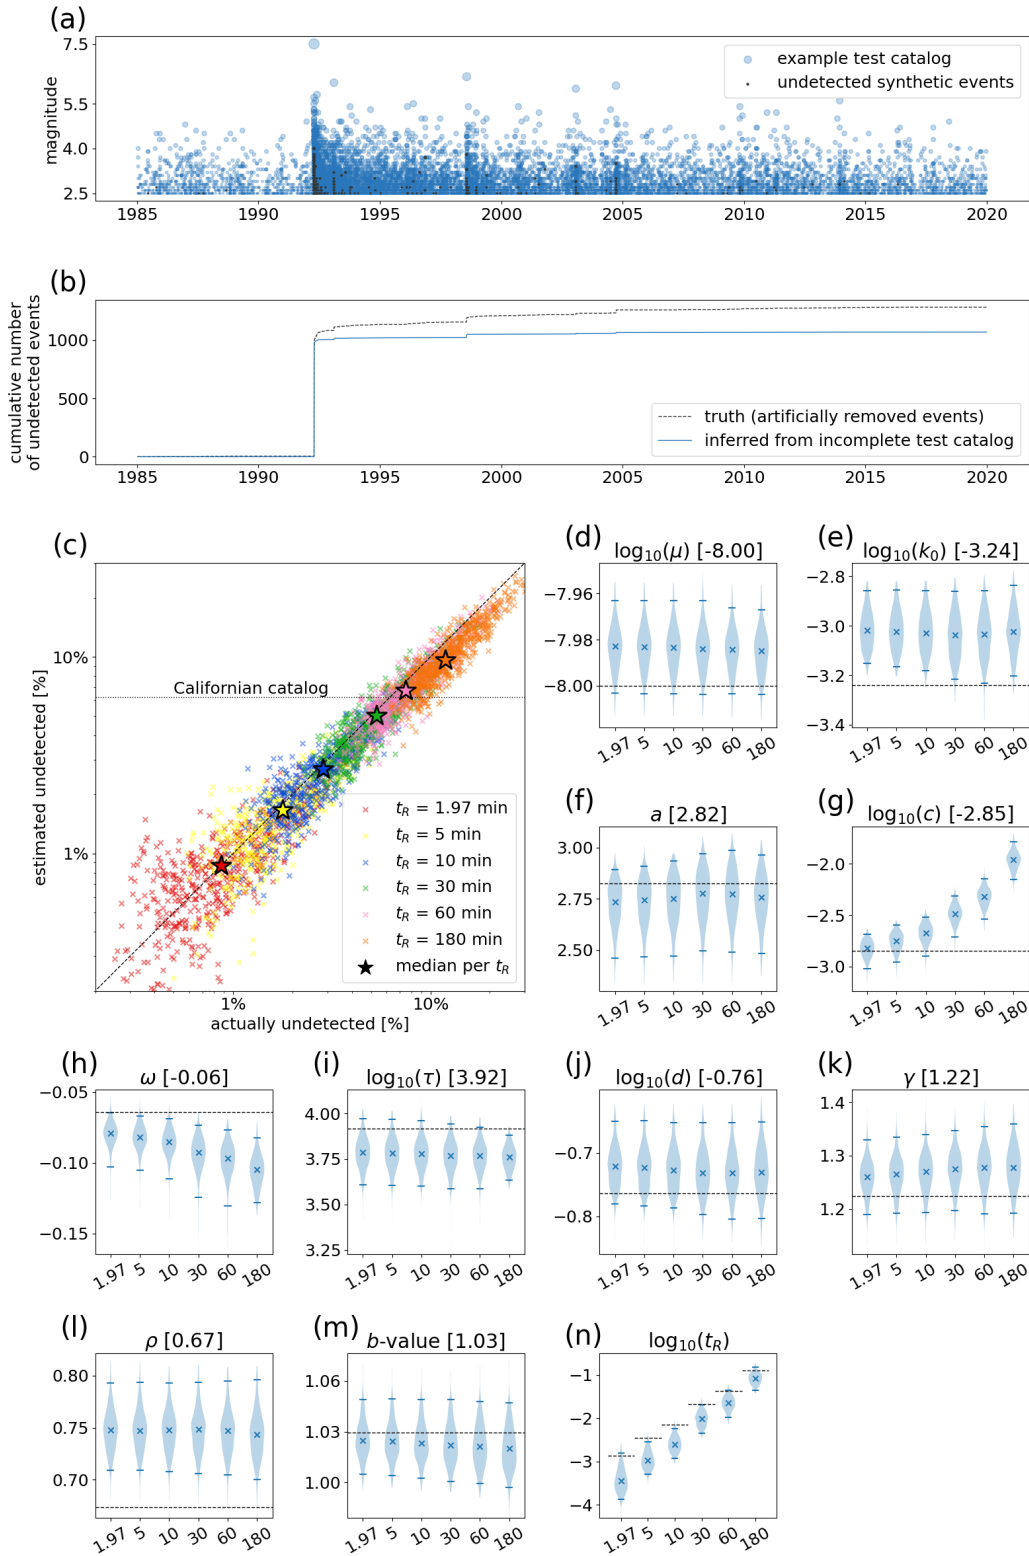 (a)
7.5
5.5
4.0
2.5
magnitude
example test catalog
undetected synthetic events
1985 1990 1995 2000 2005 2010 2015 2020
(b)
1000
500
0
cumulative number
of undetected events
truth (artificially removed events)
inferred from incomplete test catalog
1985 1990 1995 2000 2005 2010 2015 2020
(c)
10%
1%
estimated undetected [%]
Californian catalog
t_R = 1.97 min
t_R = 5 min
t_R = 10 min
t_R = 30 min
t_R = 60 min
t_R = 180 min
median per t_R
1% 10%
actually undetected [%]
(d)
log₁₀(μ) [-8.00]
−7.96
−7.98
−8.00
1.97 5 10 30 60 180
(e)
log₁₀(k₀) [-3.24]
−2.8
−3.0
−3.2
−3.4
1.97 5 10 30 60 180
(f)
a [2.82]
3.00
2.75
2.50
1.97 5 10 30 60 180
(g)
log₁₀(c) [-2.85]
−2.0
−2.5
−3.0
1.97 5 10 30 60 180
(h)
ω [-0.06]
−0.05
−0.10
−0.15
1.97 5 10 30 60 180
(i)
log₁₀(τ) [3.92]
4.00
3.75
3.50
3.25
1.97 5 10 30 60 180
(j)
log₁₀(d) [-0.76]
−0.7
−0.8
1.97 5 10 30 60 180
(k)
γ [1.22]
1.4
1.3
1.2
1.97 5 10 30 60 180
(l)
ρ [0.67]
0.80
0.75
0.70
1.97 5 10 30 60 180
(m)
b-value [1.03]
1.06
1.03
1.00
1.97 5 10 30 60 180
(n)
log₁₀(t_R)
−1
−2
−3
−4
1.97 5 10 30 60 180